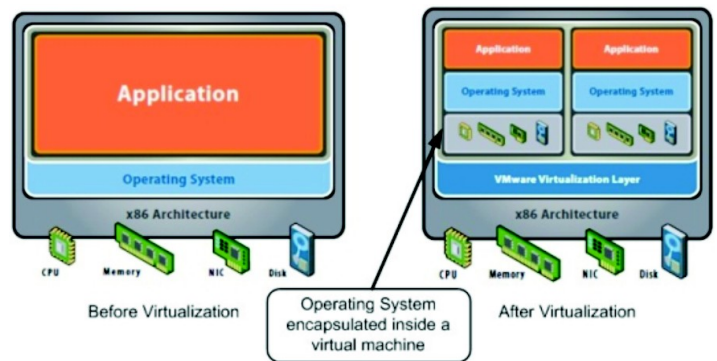 Application
Operating System
x86 Architecture
CPU
Memory
NIC
Disk
Before Virtualization
Application
Application
Operating System
Operating System
VMware Virtualization Layer
x86 Architecture
CPU
Memory
NIC
Disk
After Virtualization
Operating System
encapsulated inside a
virtual machine